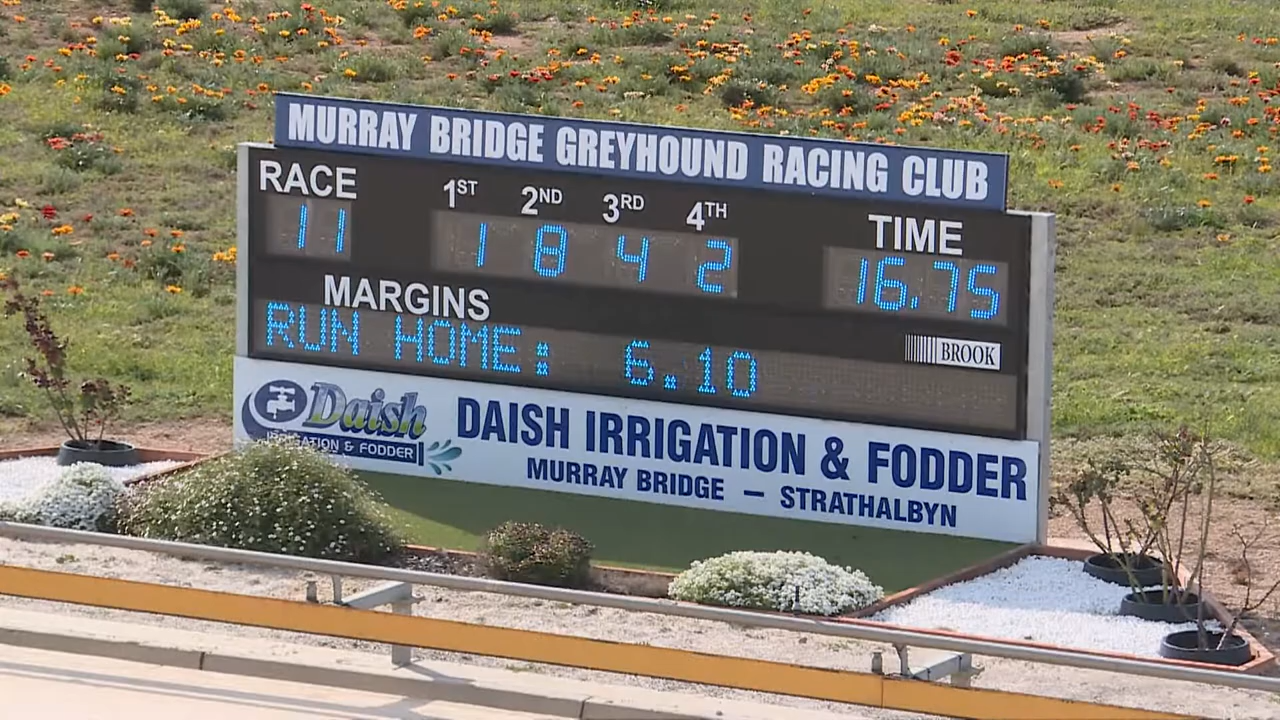 MURRAY BRIDGE GREYHOUND RACING CLUB
RACE 1ST 2ND 3RD 4TH TIME
11 1 8 4 2 16.75
MARGINS
BROOK
RUN HOME: 6.10
Daish
IRRIGATION & FODDER
DAISH IRRIGATION & FODDER
MURRAY BRIDGE – STRATHALBYN